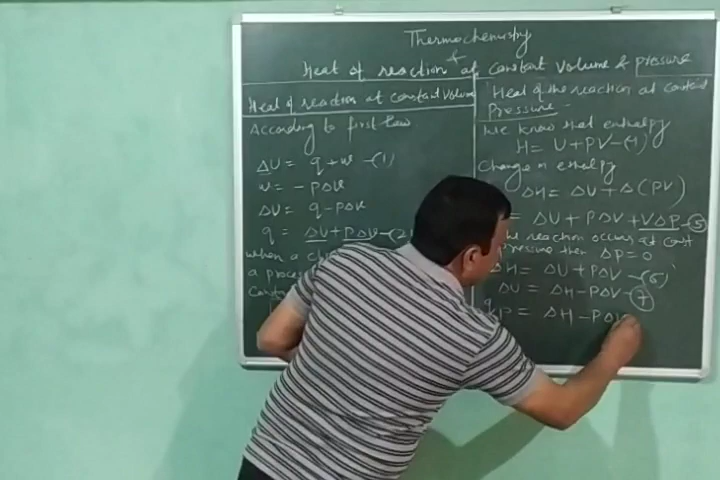 Thermochemistry
&
Heat of reaction at constant volume & pressure
Heat of reaction at constant volume
According to first law
ΔU = q + w —(1)
w = - PΔV
ΔU = q - PΔV
q = ΔU + PΔV —(2)
when a
a process
Heat of the reaction at constant
Pressure -
We know that enthalpy
H = U + PV —(4)
Change in
ΔH = ΔU + Δ(PV)
= ΔU + PΔV + VΔP —(5)
the reaction occurs at const
pressure then ΔP = 0
ΔH = ΔU + PΔV —(6)
ΔU = ΔH - PΔV —(7)
= ΔH - PΔV